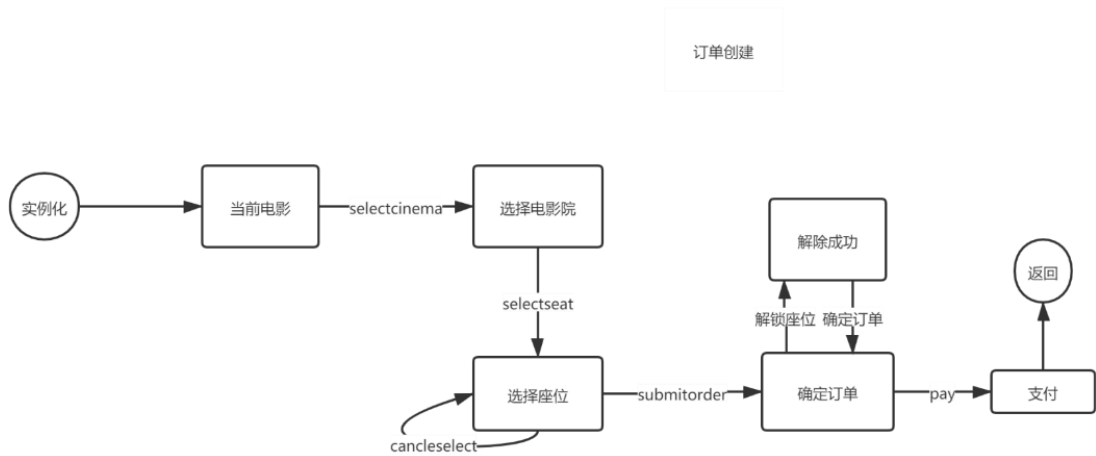 订单创建
实例化
当前电影
selectcinema
选择电影院
解除成功
返回
selectseat
解锁座位
确定订单
选择座位
submitorder
确定订单
pay
支付
cancleselect